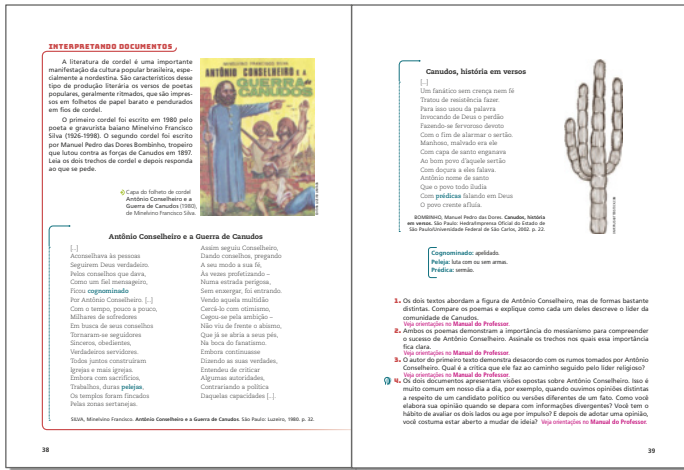 INTERPRETANDO DOCUMENTOS
A literatura de cordel é uma importante
manifestação da cultura popular brasileira, espe-
cialmente a nordestina. São características desse
tipo de produção literária os versos de poetas
populares, geralmente ritmados, que são impres-
sos em folhetos de papel barato e pendurados
em fios de cordel.
O primeiro cordel foi escrito em 1980 pelo
poeta e gravurista baiano Minelvino Francisco
Silva (1926-1998). O segundo cordel foi escrito
por Manuel Pedro das Dores Bombinho, tropeiro
que lutou contra as forças de Canudos em 1897.
Leia os dois trechos de cordel e depois responda
ao que se pede.
MINELVINO FRANCISCO SILVA
ANTÔNIO CONSELHEIRO E A
GUERRA DE
CANUDOS
Capa do folheto de cordel
Antônio Conselheiro e a
Guerra de Canudos (1980),
de Minelvino Francisco Silva.
Antônio Conselheiro e a Guerra de Canudos
[...]
Aconselhava às pessoas
Seguirem Deus verdadeiro.
Pelos conselhos que dava,
Como um fiel mensageiro,
Ficou cognominado
Por Antônio Conselheiro. [...]
Com o tempo, pouco a pouco,
Milhares de sofredores
Em busca de seus conselhos
Tornaram-se seguidores
Sinceros, obedientes,
Verdadeiros servidores.
Todos juntos construíram
Igrejas e mais igrejas.
Embora com sacrifícios,
Trabalhos, duras pelejas,
Os templos foram fincados
Pelas zonas sertanejas.
Assim seguiu Conselheiro,
Dando conselhos, pregando
A seu modo a sua fé,
Às vezes profetizando –
Numa estrada perigosa,
Sem enxergar, foi entrando.
Vendo aquela multidão
Cercá-lo com otimismo,
Cegou-se pela ambição –
Não viu de frente o abismo,
Que já se abria a seus pés,
Na boca do fanatismo.
Embora continuasse
Dizendo as suas verdades,
Entendeu de criticar
Algumas autoridades,
Contrariando a política
Daquelas capacidades [...].
SILVA, Minelvino Francisco. Antônio Conselheiro e a Guerra de Canudos. São Paulo: Luzeiro, 1980. p. 32.
38
Canudos, história em versos
[...]
Um fanático sem crença nem fé
Tratou de resistência fazer.
Para isso usou da palavra
Invocando de Deus o perdão
Fazendo-se fervoroso devoto
Com o fim de alarmar o sertão.
Manhoso, malvado era ele
Com capa de santo enganava
Ao bom povo d'aquele sertão
Com doçura a eles falava.
Antônio nome de santo
Que o povo todo iludia
Com prédicas falando em Deus
O povo crente afluía.
BOMBINHO, Manuel Pedro das Dores. Canudos, história
em versos. São Paulo: Hedra/Imprensa Oficial do Estado de
São Paulo/Universidade Federal de São Carlos, 2002. p. 22.
Cognominado: apelidado.
Peleja: luta com ou sem armas.
Prédica: sermão.
1. Os dois textos abordam a figura de Antônio Conselheiro, mas de formas bastante
distintas. Compare os poemas e explique como cada um deles descreve o líder da
comunidade de Canudos.
Veja orientações no Manual do Professor.
2. Ambos os poemas demonstram a importância do messianismo para compreender
o sucesso de Antônio Conselheiro. Assinale os trechos nos quais essa importância
fica clara.
Veja orientações no Manual do Professor.
3. O autor do primeiro texto demonstra desacordo com os rumos tomados por Antônio
Conselheiro. Qual é a crítica que ele faz ao caminho seguido pelo líder religioso?
Veja orientações no Manual do Professor.
4. Os dois documentos apresentam visões opostas sobre Antônio Conselheiro. Isso é
muito comum em nosso dia a dia, por exemplo, quando ouvimos opiniões distintas
a respeito de um candidato político ou versões diferentes de um fato. Como você
elabora sua opinião quando se depara com informações divergentes? Você tem o
hábito de avaliar os dois lados ou age por impulso? E depois de adotar uma opinião,
você costuma estar aberto a mudar de ideia? Veja orientações no Manual do Professor.
39